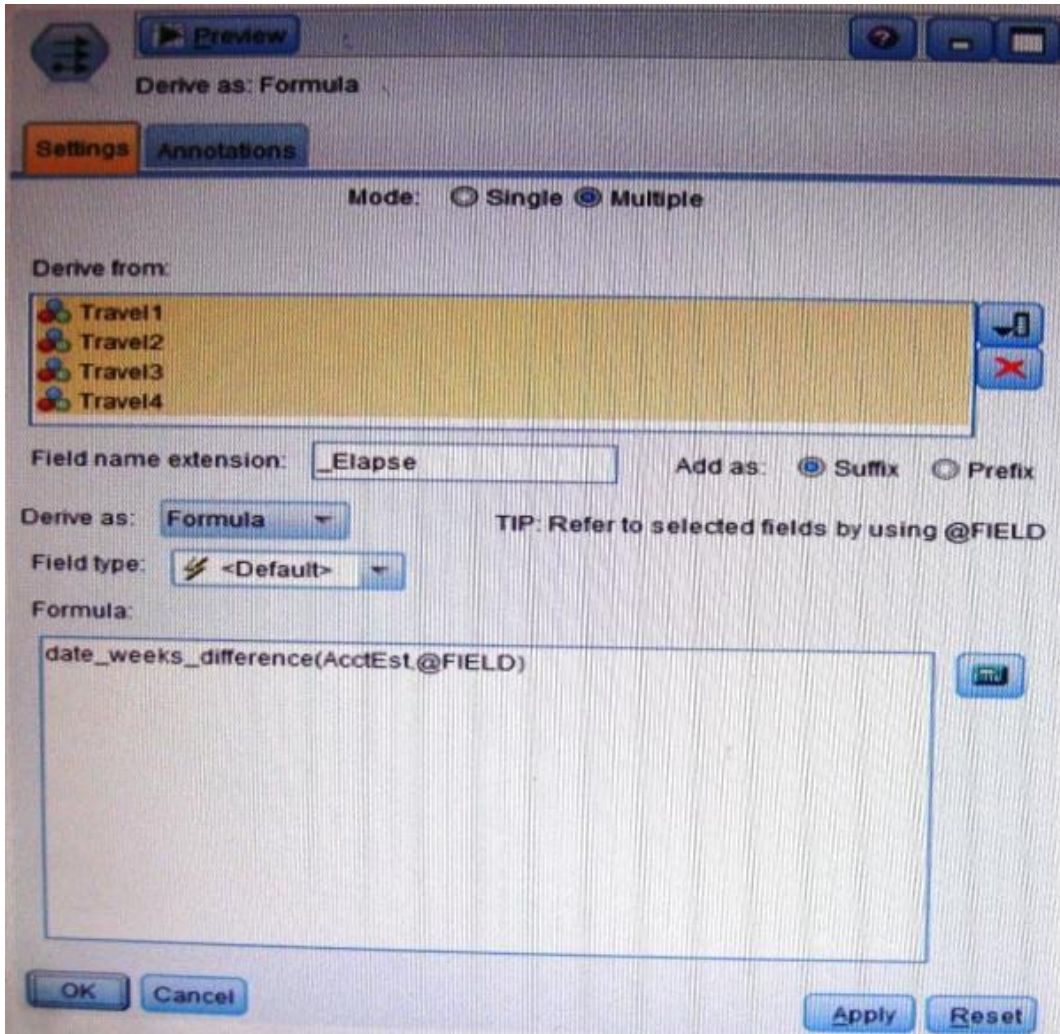 Preview
Derive as: Formula
Settings Annotations
Mode: Single Multiple
Derive from:
Travel1
Travel2
Travel3
Travel4
Field name extension: _Elapse Add as: Suffix Prefix
Derive as: Formula TIP: Refer to selected fields by using @FIELD
Field type: <Default>
Formula:
date_weeks_difference(AcctEst,@FIELD)
OK Cancel Apply Reset